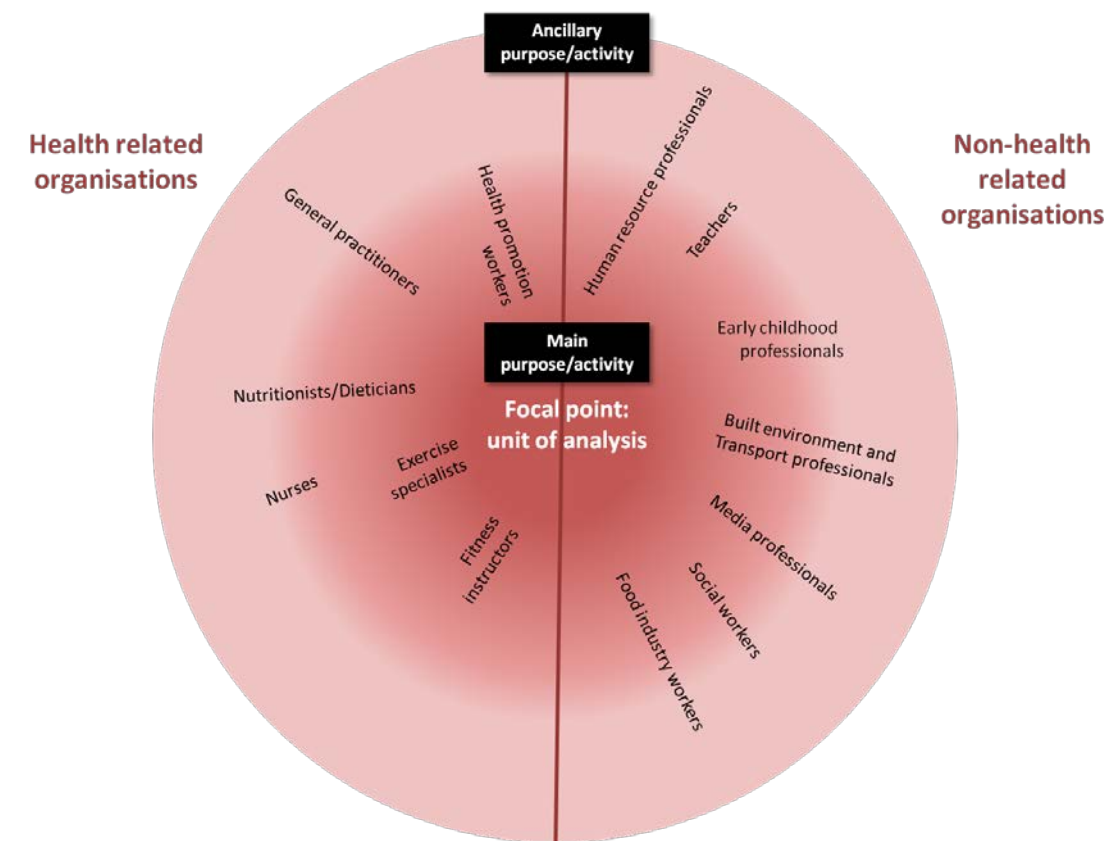 Ancillary
purpose/activity
Health related
organisations
Non-health
related
organisations
General practitioners
Health promotion
workers
Human resource professionals
Teachers
Main
purpose/activity
Early childhood
professionals
Nutritionists/Dieticians
Focal point:
unit of analysis
Built environment and
Transport professionals
Exercise
specialists
Nurses
Media professionals
Fitness
instructors
Social workers
Food industry workers